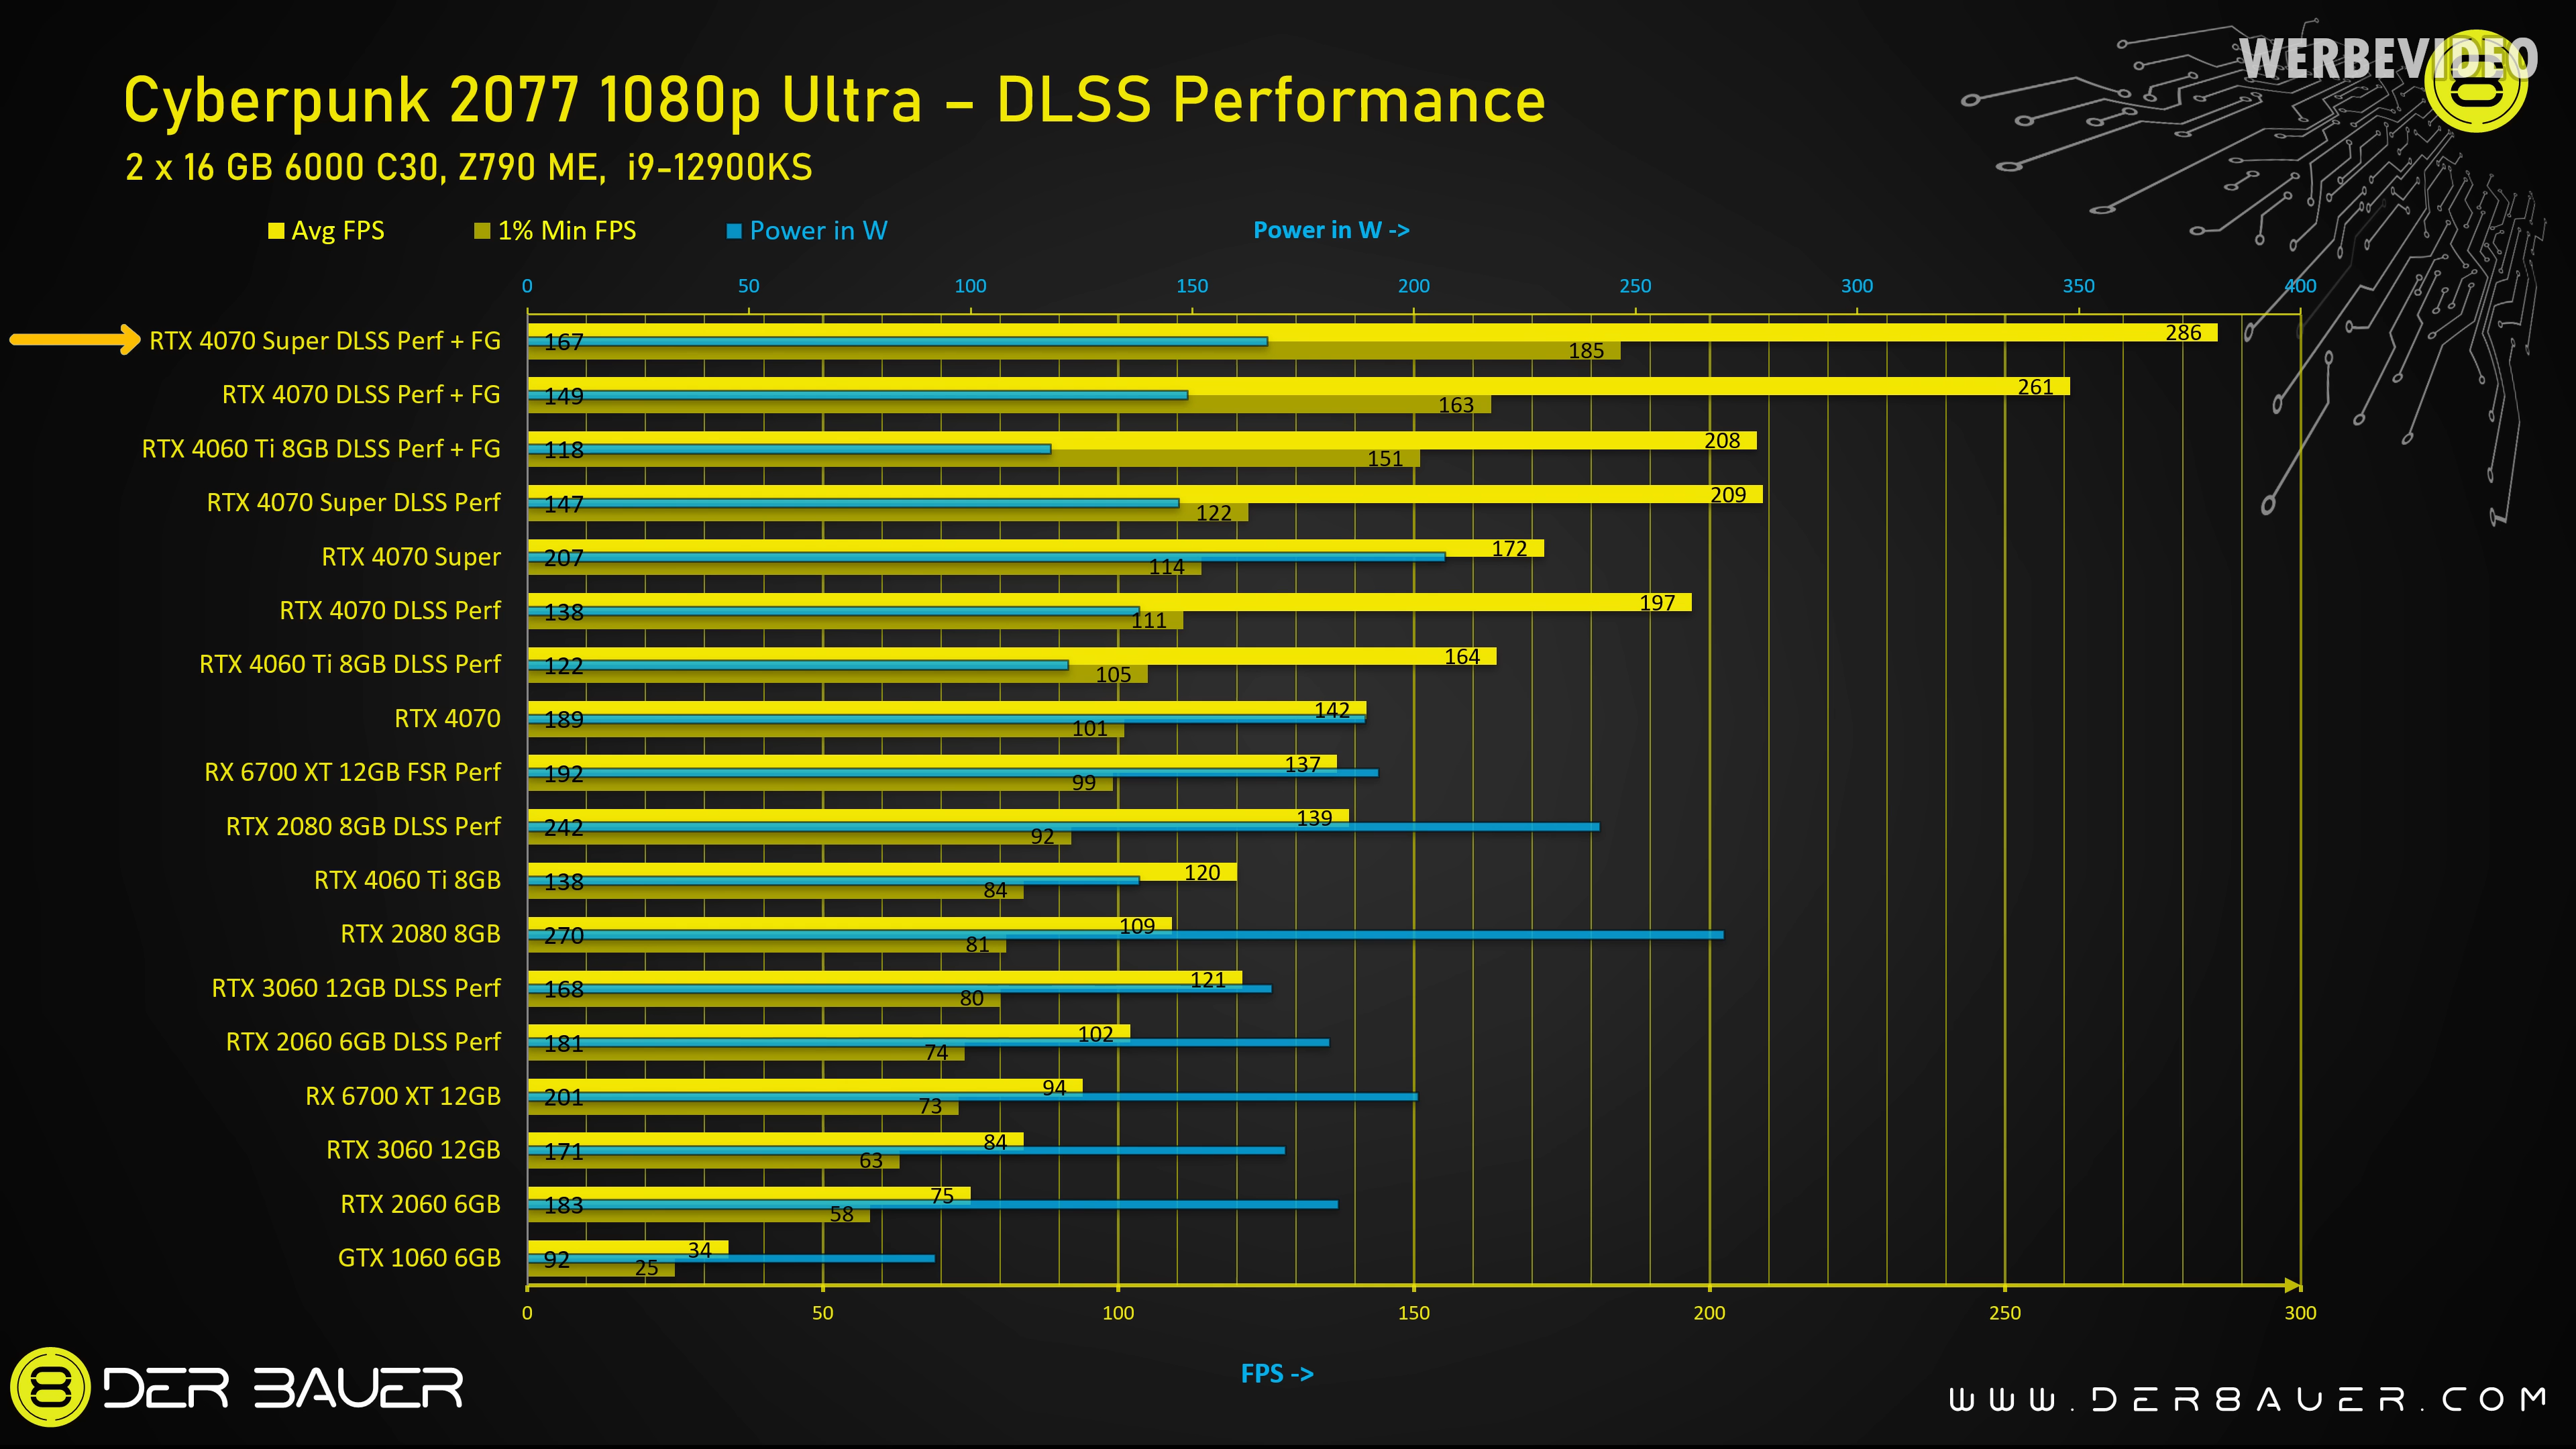 WERBEVIDEO
Cyberpunk 2077 1080p Ultra – DLSS Performance
2 x 16 GB 6000 C30, Z790 ME, i9-12900KS
Avg FPS 1% Min FPS Power in W Power in W ->
0 50 100 150 200 250 300 350 400
RTX 4070 Super DLSS Perf + FG 167 286 185
RTX 4070 DLSS Perf + FG 149 261 163
RTX 4060 Ti 8GB DLSS Perf + FG 118 208 151
RTX 4070 Super DLSS Perf 147 209 122
RTX 4070 Super 207 172 114
RTX 4070 DLSS Perf 138 197 111
RTX 4060 Ti 8GB DLSS Perf 122 164 105
RTX 4070 189 142 101
RX 6700 XT 12GB FSR Perf 192 137 99
RTX 2080 8GB DLSS Perf 242 139 92
RTX 4060 Ti 8GB 138 120 84
RTX 2080 8GB 270 109 81
RTX 3060 12GB DLSS Perf 168 121 80
RTX 2060 6GB DLSS Perf 181 102 74
RX 6700 XT 12GB 201 94 73
RTX 3060 12GB 171 84 63
RTX 2060 6GB 183 75 58
GTX 1060 6GB 92 34 25
0 50 100 150 200 250 300
FPS ->
DER 8AUER
WWW.DER8AUER.COM